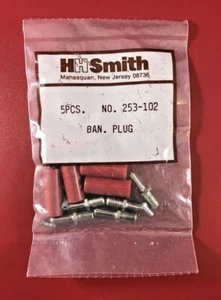 HHSmith
Manasquan, New Jersey 08736
5PCS. NO. 253-102
BAN. PLUG